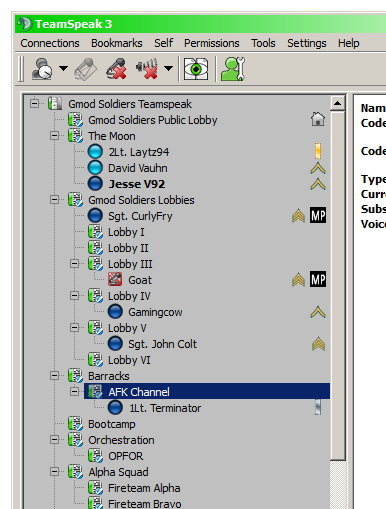 TeamSpeak 3
Connections Bookmarks Self Permissions Tools Settings Help
Gmod Soldiers Teamspeak
Gmod Soldiers Public Lobby
The Moon
2Lt. Laytz94
David Vauhn
Jesse V92
Gmod Soldiers Lobbies
Sgt. CurlyFry MP
Lobby I
Lobby II
Lobby III
Goat MP
Lobby IV
Gamingcow
Lobby V
Sgt. John Colt
Lobby VI
Barracks
AFK Channel
1Lt. Terminator
Bootcamp
Orchestration
OPFOR
Alpha Squad
Fireteam Alpha
Fireteam Bravo
Nam
Code
Code
Type
Curr
Subs
Voic